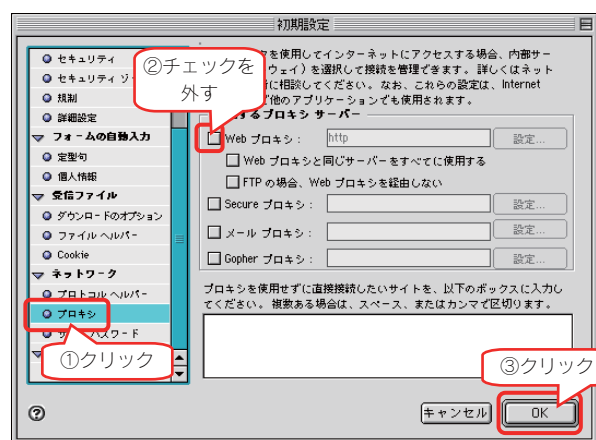 初期設定
セキュリティ
セキュリティ ゾ
規制
詳細設定
フォームの自動入力
定型句
個人情報
受信ファイル
ダウンロードのオプション
ファイル ヘルパー
Cookie
ネットワーク
プロトコル ヘルパー
プロキシ
パスワード
①クリック
②チェックを
外す
を使用してインターネットにアクセスする場合、内部サー
ウェイ）を選択して接続を管理できます。 詳しくはネット
に相談してください。 なお、これらの設定は、Internet
他のアプリケーションでも使用されます。
するプロキシ サーバー
Web プロキシ： http 設定...
Web プロキシと同じサーバーをすべてに使用する
FTP の場合、Web プロキシを経由しない
Secure プロキシ： 設定...
メール プロキシ： 設定...
Gopher プロキシ： 設定...
プロキシを使用せずに直接接続したいサイトを、以下のボックスに入力し
てください。 複数ある場合は、スペース、またはカンマで区切ります。
③クリック
?
キャンセル
OK